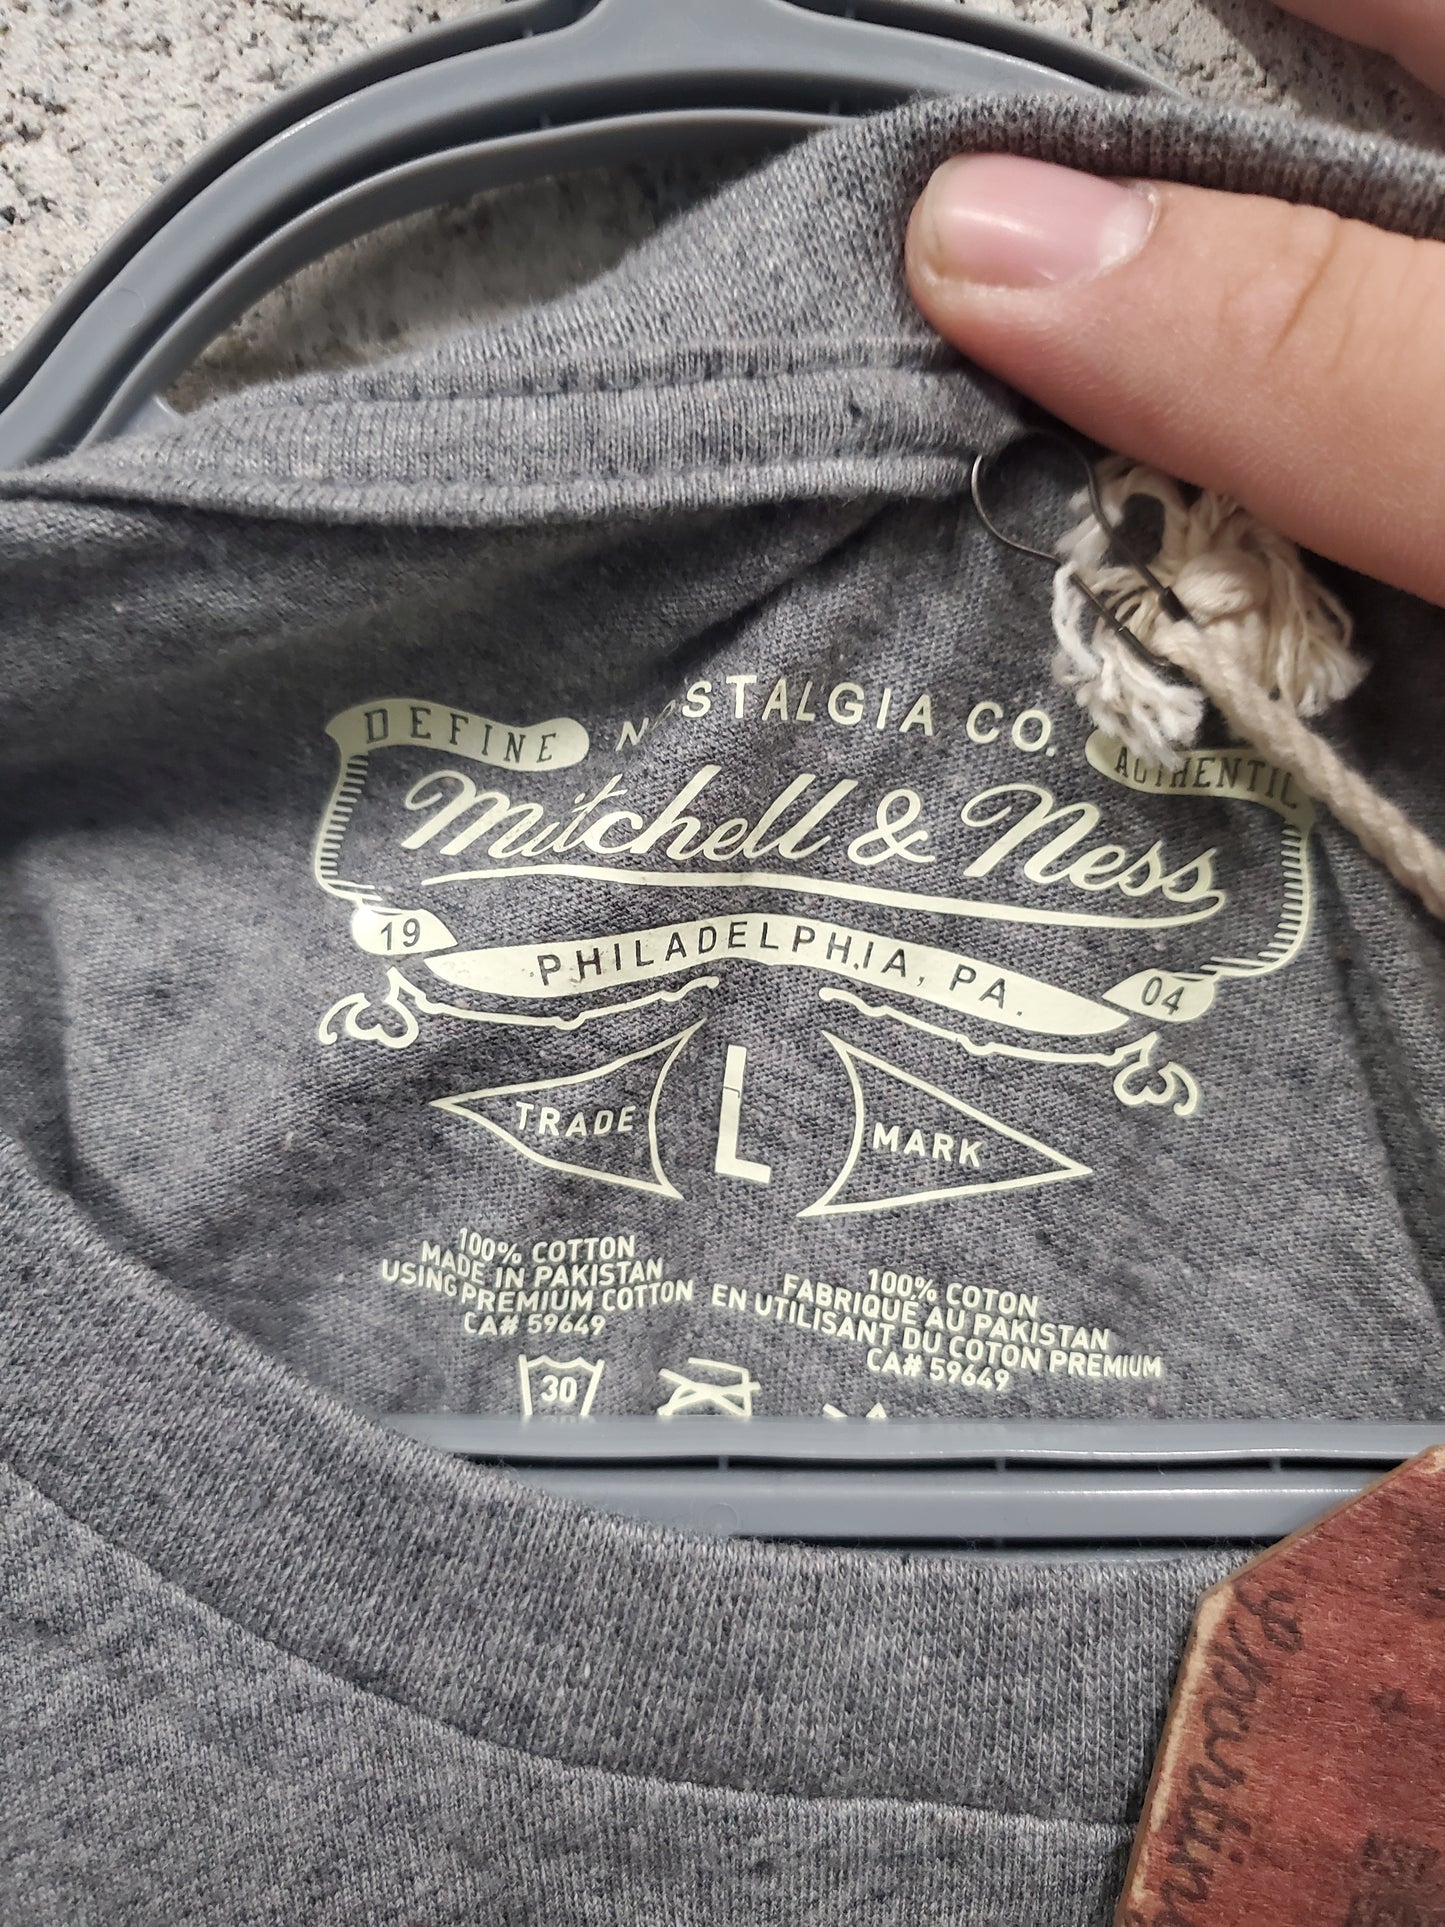 DEFINE
NOSTALGIA CO.
AUTHENTIC
Mitchell & Ness
19
PHILADELPHIA, PA.
04
TRADE
L
MARK
100% COTTON
MADE IN PAKISTAN
USING PREMIUM COTTON
CA# 59649
100% COTON
FABRIQUÉ AU PAKISTAN
EN UTILISANT DU COTON PREMIUM
CA# 59649
30